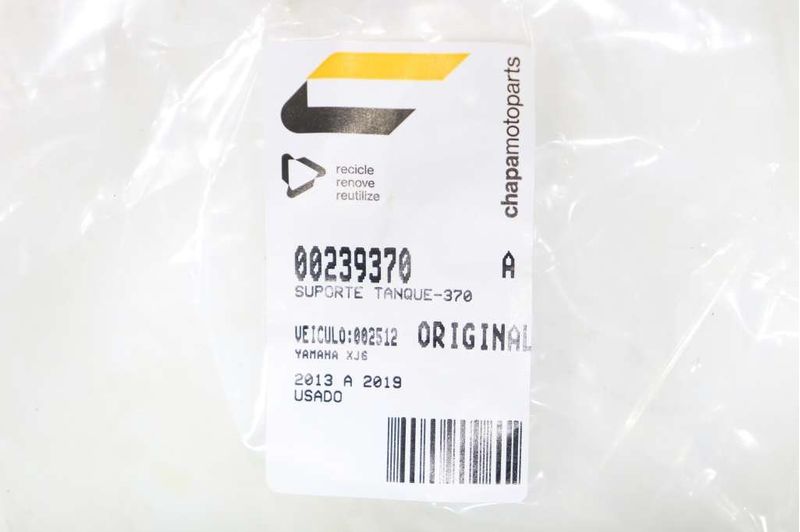 recicle
renove
reutilize
chapamotoparts
00239370 A
SUPORTE TANQUE-370
VEICULO:002512 ORIGINAL
YAMAHA XJ6
2013 A 2019
USADO